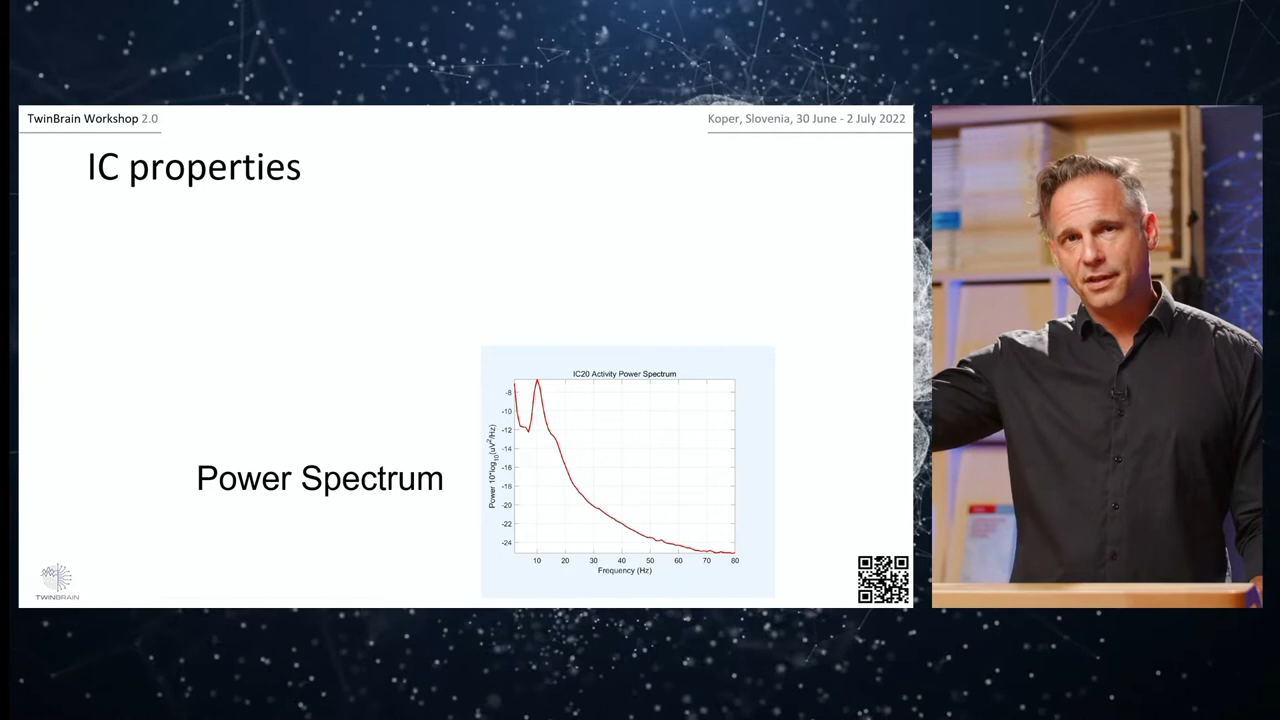 TwinBrain Workshop 2.0
Koper, Slovenia, 30 June - 2 July 2022
IC properties
IC20 Activity Power Spectrum
Power 10*log10(uV2/Hz)
-8
-10
-12
-14
-16
-18
-20
-22
-24
10 20 30 40 50 60 70 80
Frequency (Hz)
Power Spectrum
TWINBRAIN